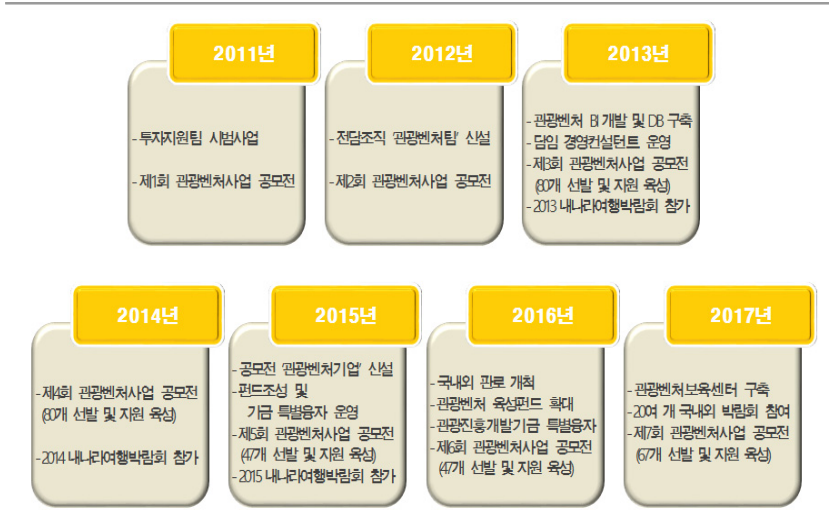 2011년
- 투자지원팀 시범사업
- 제1회 관광벤처사업 공모전
2012년
- 전담조직 '관광벤처팀' 신설
- 제2회 관광벤처사업 공모전
2013년
- 관광벤처 BI 개발 및 DB 구축
- 담임 경영컨설턴트 운영
- 제3회 관광벤처사업 공모전
(80개 선발 및 지원 육성)
- 2013 내나라여행박람회 참가
2014년
- 제4회 관광벤처사업 공모전
(80개 선발 및 지원 육성)
- 2014 내나라여행박람회 참가
2015년
- 공모전 '관광벤처기업' 신설
- 펀드조성 및
기금 특별융자 운영
- 제5회 관광벤처사업 공모전
(47개 선발 및 지원 육성)
- 2015 내나라여행박람회 참가
2016년
- 국내외 판로 개척
- 관광벤처 육성펀드 확대
- 관광진흥개발기금 특별융자
- 제6회 관광벤처사업 공모전
(47개 선발 및 지원 육성)
2017년
- 관광벤처보육센터 구축
- 20여 개 국내외 박람회 참여
- 제7회 관광벤처사업 공모전
(67개 선발 및 지원 육성)